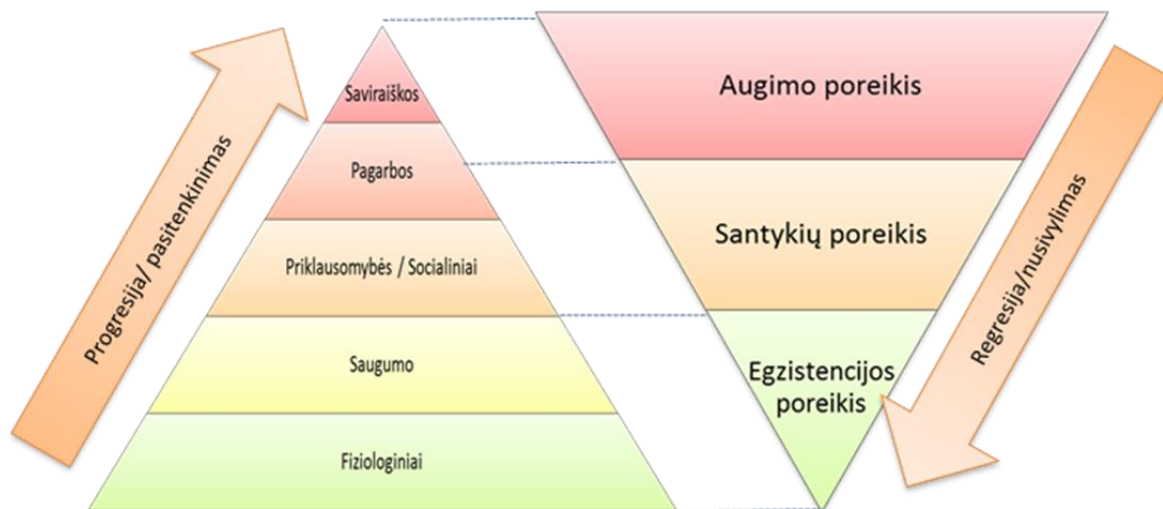 Progresija/ pasitenkinimas
Saviraiškos
Pagarbos
Priklausomybės / Socialiniai
Saugumo
Fiziologiniai
Augimo poreikis
Santykių poreikis
Egzistencijos
poreikis
Regresija/nusivylimas